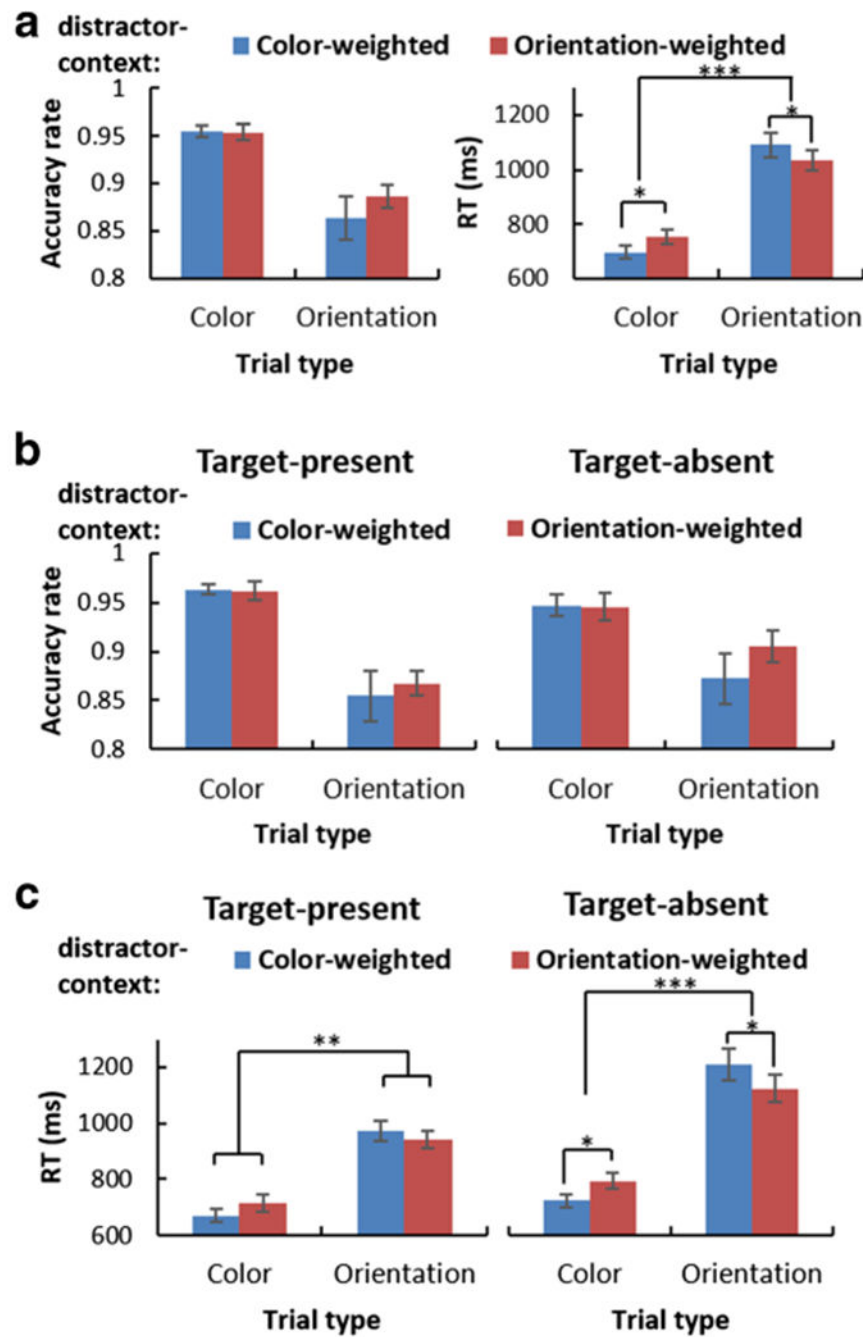 a
distractor-
context:
Color-weighted
Orientation-weighted
Accuracy rate
1
0.95
0.9
0.85
0.8
Color
Orientation
Trial type
***
*
*
RT (ms)
1200
1000
800
600
Color
Orientation
Trial type
b
Target-present
Target-absent
distractor-
context:
Color-weighted
Orientation-weighted
Accuracy rate
1
0.95
0.9
0.85
0.8
Color
Orientation
Color
Orientation
Trial type
Trial type
c
Target-present
Target-absent
distractor-
context:
Color-weighted
Orientation-weighted
RT (ms)
1200
1000
800
600
**
***
*
*
Color
Orientation
Color
Orientation
Trial type
Trial type